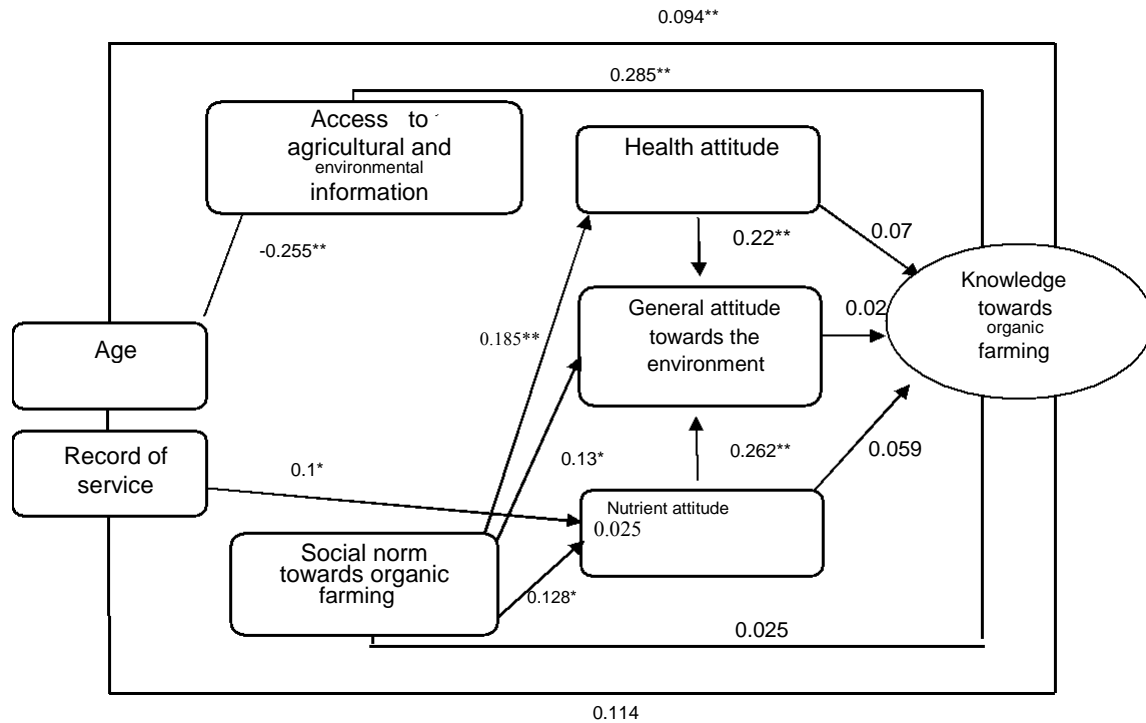 0.094**
0.285**
Access to
agricultural and
environmental
information
Health attitude
-0.255**
0.22**
0.07
Knowledge
towards
organic
farming
General attitude
towards the
environment
0.02
0.185**
Age
Record of
service
0.1*
0.13*
0.262**
0.059
Nutrient attitude
0.025
Social norm
towards organic
farming
0.128*
0.025
0.114